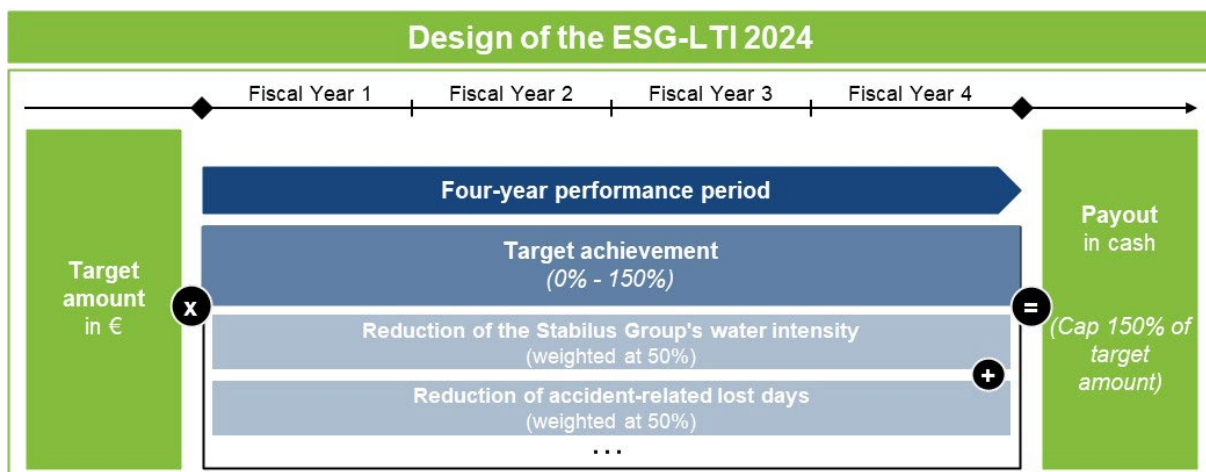 Design of the ESG-LTI 2024
Fiscal Year 1
Fiscal Year 2
Fiscal Year 3
Fiscal Year 4
Target
amount
in €
x
Four-year performance period
Target achievement
(0% - 150%)
Reduction of the Stabilus Group's water intensity
(weighted at 50%)
+
Reduction of accident-related lost days
(weighted at 50%)
...
=
Payout
in cash
(Cap 150% of
target
amount)